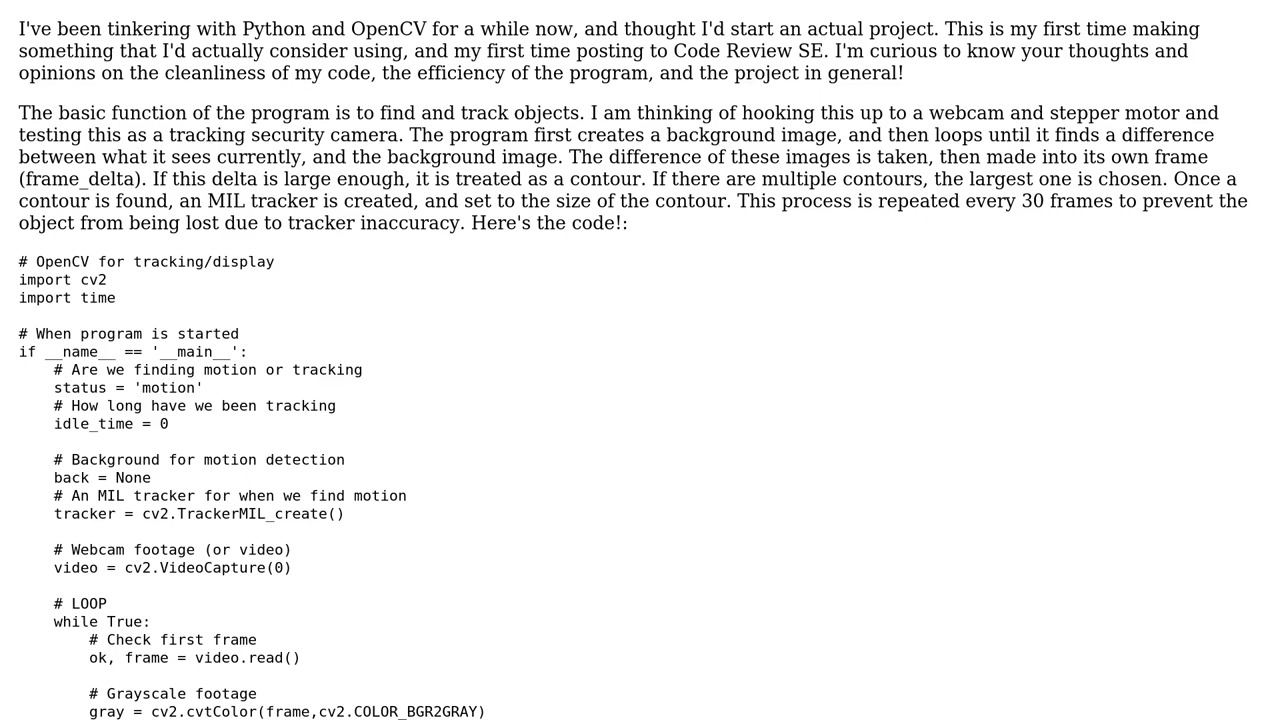 I've been tinkering with Python and OpenCV for a while now, and thought I'd start an actual project. This is my first time making
something that I'd actually consider using, and my first time posting to Code Review SE. I'm curious to know your thoughts and
opinions on the cleanliness of my code, the efficiency of the program, and the project in general!
The basic function of the program is to find and track objects. I am thinking of hooking this up to a webcam and stepper motor and
testing this as a tracking security camera. The program first creates a background image, and then loops until it finds a difference
between what it sees currently, and the background image. The difference of these images is taken, then made into its own frame
(frame_delta). If this delta is large enough, it is treated as a contour. If there are multiple contours, the largest one is chosen. Once a
contour is found, an MIL tracker is created, and set to the size of the contour. This process is repeated every 30 frames to prevent the
object from being lost due to tracker inaccuracy. Here's the code!:
# OpenCV for tracking/display
import cv2
import time
# When program is started
if __name__ == '__main__':
    # Are we finding motion or tracking
    status = 'motion'
    # How long have we been tracking
    idle_time = 0
    # Background for motion detection
    back = None
    # An MIL tracker for when we find motion
    tracker = cv2.TrackerMIL_create()
    # Webcam footage (or video)
    video = cv2.VideoCapture(0)
    # LOOP
    while True:
        # Check first frame
        ok, frame = video.read()
        # Grayscale footage
        gray = cv2.cvtColor(frame,cv2.COLOR_BGR2GRAY)